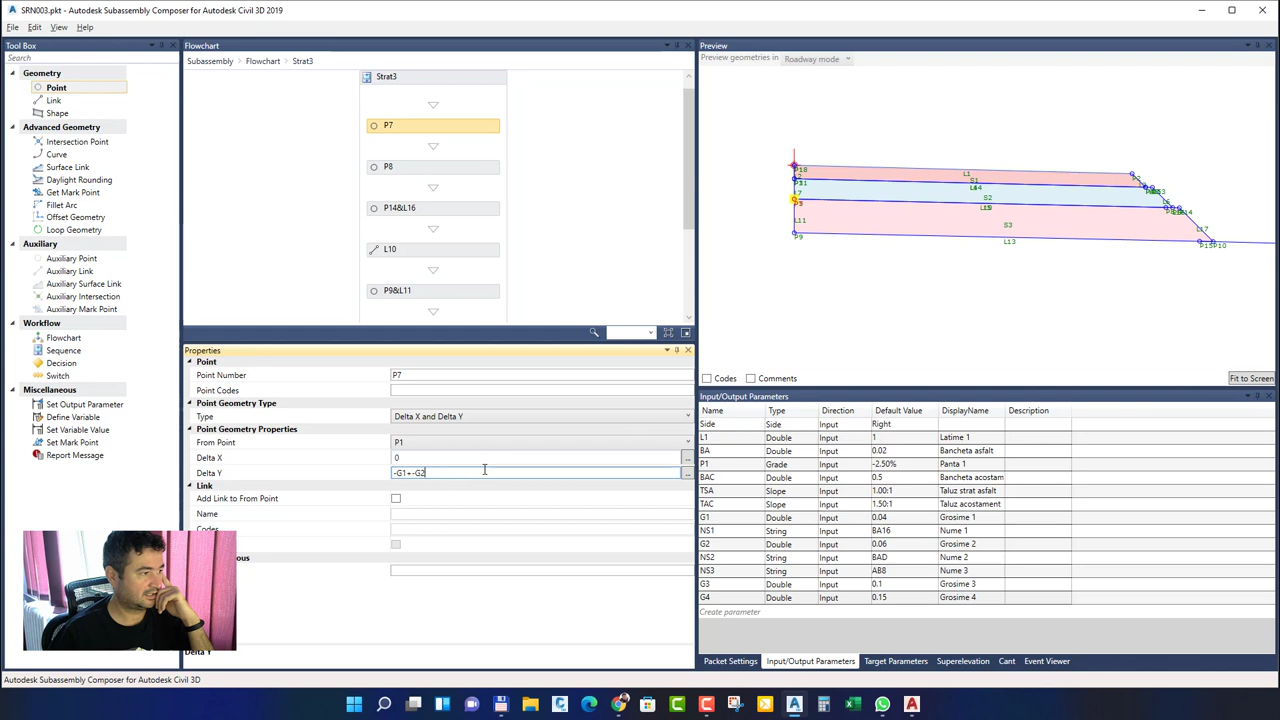 SRN003.pkt - Autodesk Subassembly Composer for Autodesk Civil 3D 2019
File Edit View Help
Tool Box
Search
Geometry
Point
Link
Shape
Advanced Geometry
Intersection Point
Curve
Surface Link
Mark Point
Get Mark Point
Fillet Arc
Offset Geometry
Loop Geometry
Auxiliary
Auxiliary Point
Auxiliary Link
Auxiliary Surface Link
Auxiliary Intersection
Auxiliary Mark Point
Workflow
Flowchart
Sequence
Decision
Switch
Miscellaneous
Set Output Parameter
Define Variable
Set Variable Value
Set Mark Point
Report Message
Flowchart
Subassembly Flowchart Strat3
Strat3
P7
P8
P14&L16
L10
P9&L11
Properties
Point
Point Number P7
Point Codes
Point Geometry Type
Type Delta X and Delta Y
Point Geometry Properties
From Point P1
Delta X 0 ...
Delta Y -G1+-G2 ...
Link
Add Link to From Point
Name
Codes
Delta Y
Preview
Preview geometries in Roadway mode
L1
S1
S2
L11
S3
L17
P9
L13
Codes Comments Fit to Screen
Input/Output Parameters
Name Type Direction Default Value DisplayName Description
Side Input Right
L1 Double Input 1 Latime 1
BA Double Input 0.02 Bancheta asfalt
P1 Grade Input -2.50% Panta 1
BAC Double Input 0.5 Bancheta acostam
TSA Slope Input 1.00:1 Taluz strat asfalt
TAC Slope Input 1.50:1 Taluz acostament
G1 Double Input 0.04 Grosime 1
NS1 String Input BA16 Nume 1
G2 Double Input 0.06 Grosime 2
NS2 String Input BAD Nume 2
NS3 String Input AB8 Nume 3
G3 Double Input 0.1 Grosime 3
G4 Double Input 0.15 Grosime 4
Create parameter
Packet Settings Input/Output Parameters Target Parameters Superelevation Cant Event Viewer
Autodesk Subassembly Composer for Autodesk Civil 3D